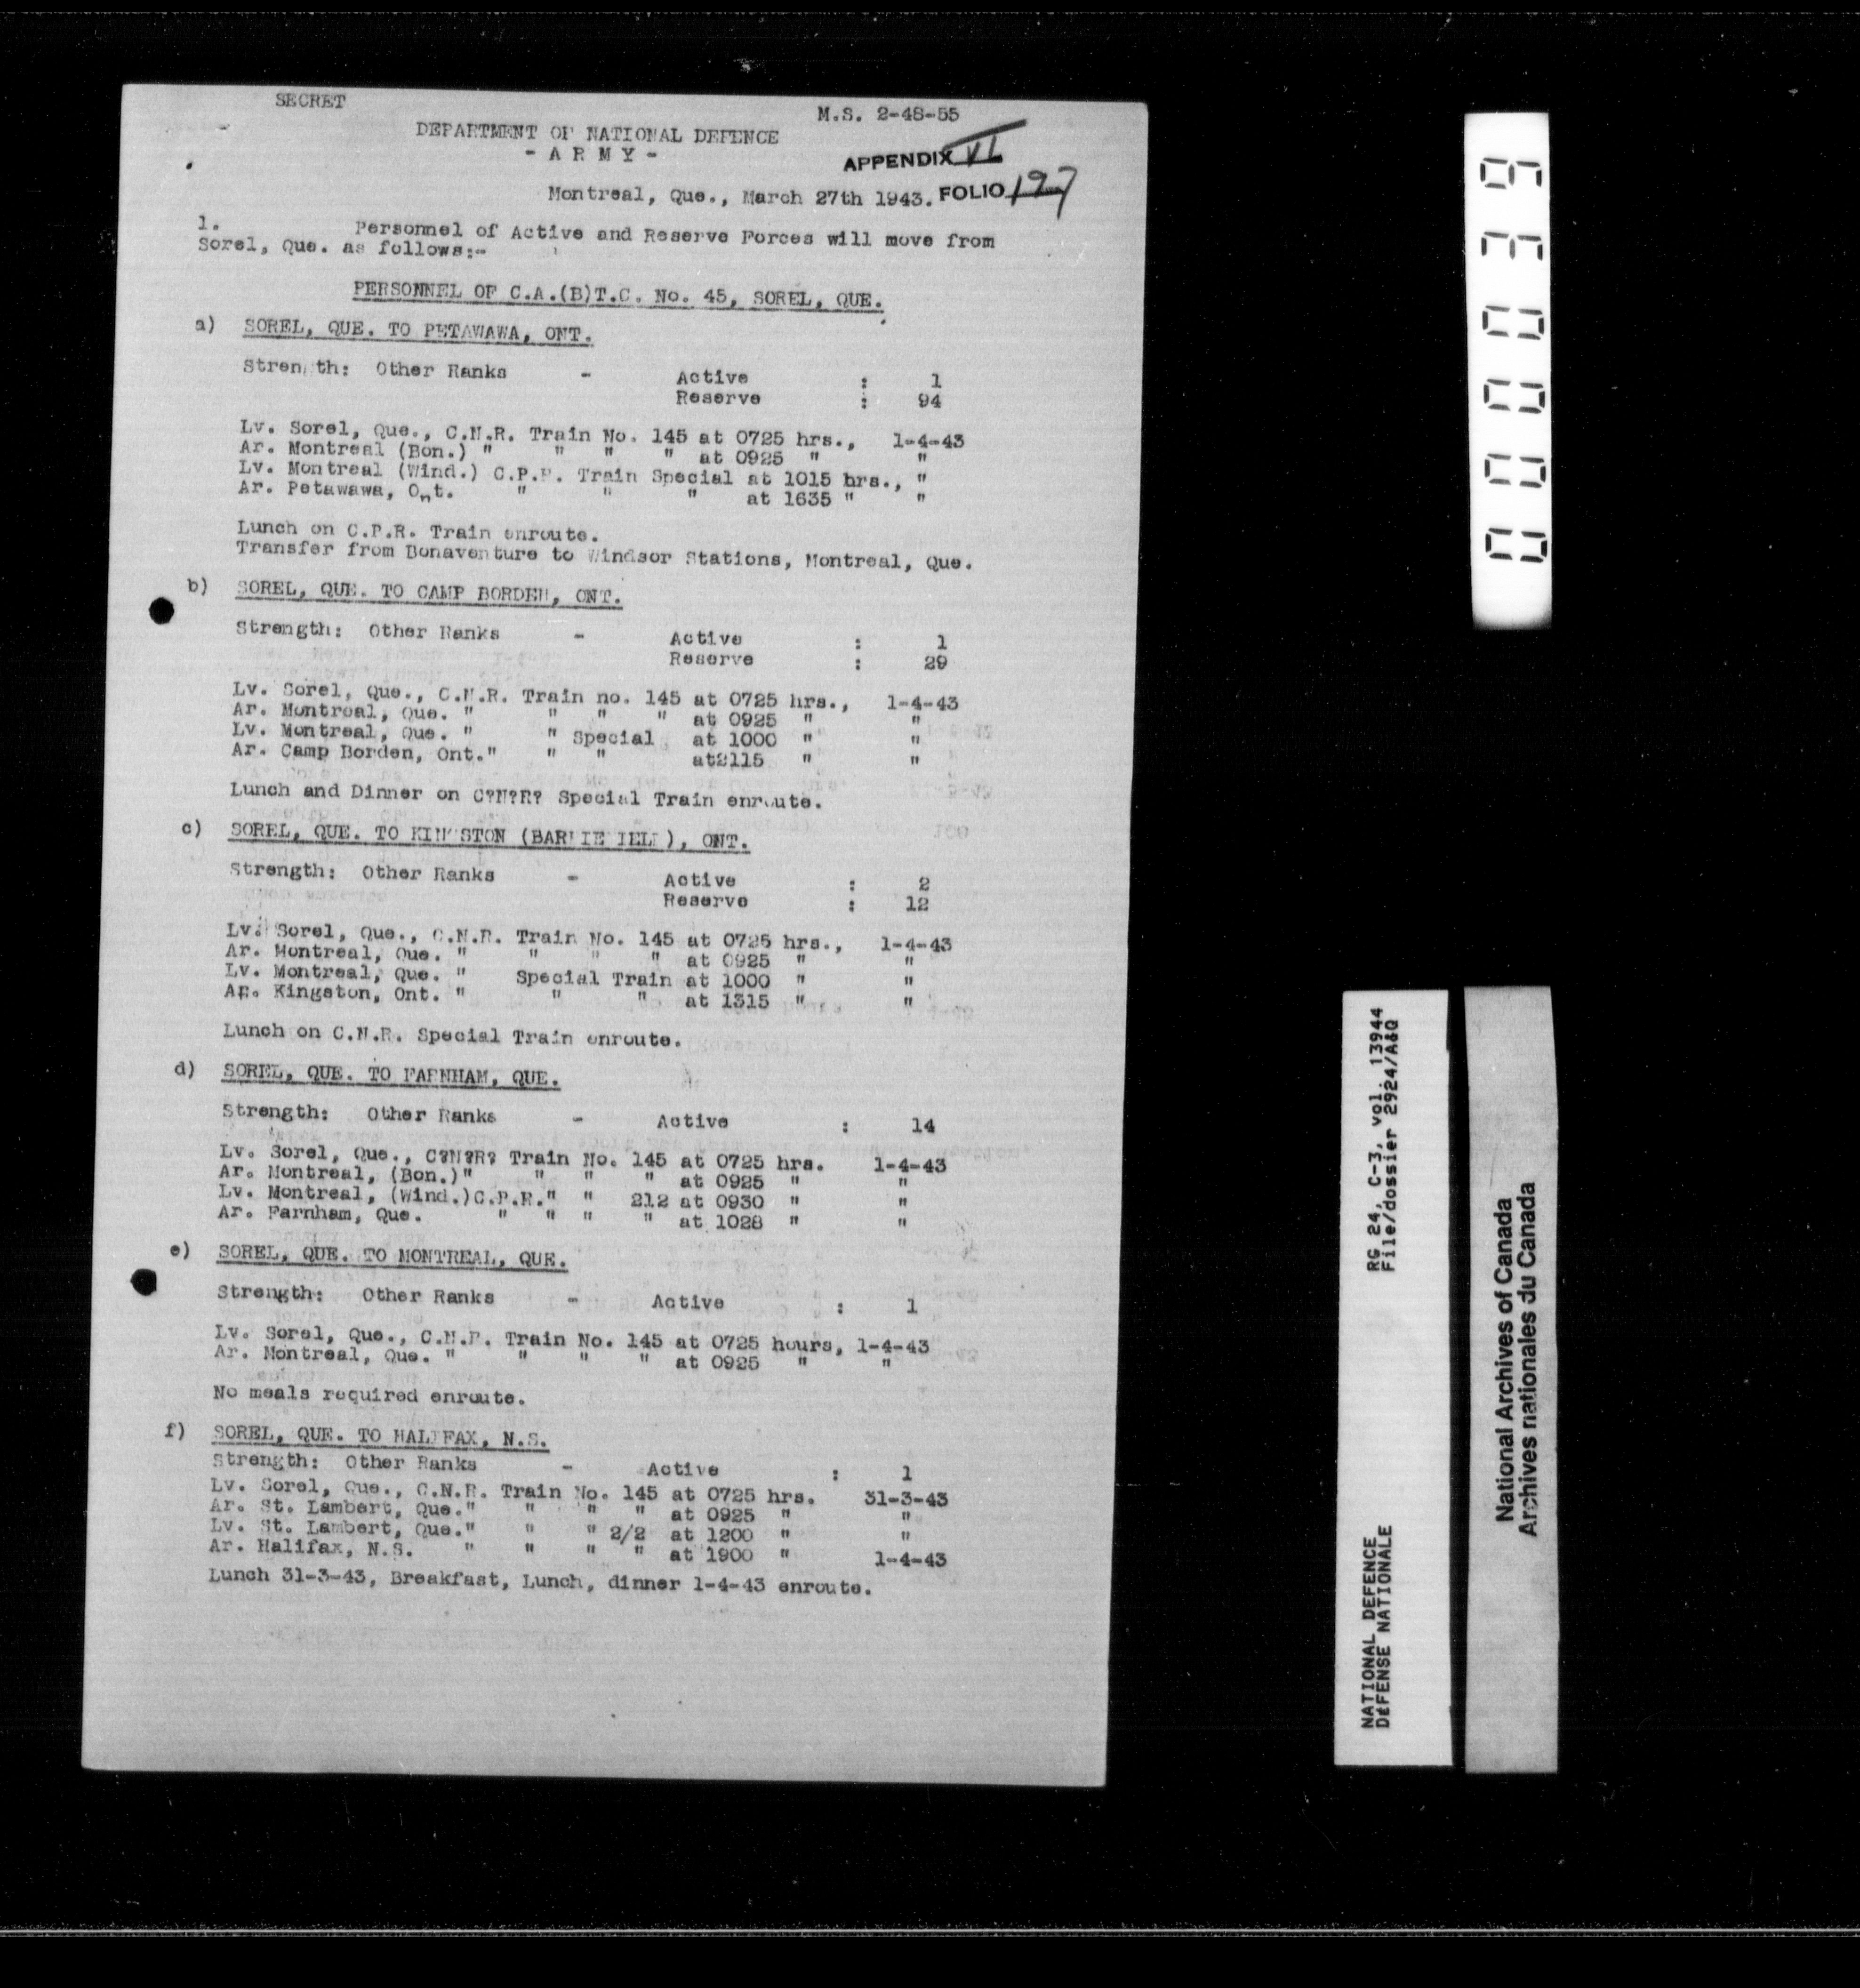 SECRET
M.S. 2-48-55
DEPARTMENT OF NATIONAL DEFENCE
- A R M Y -
APPENDIX VI
Montreal, Que., March 27th 1943. FOLIO 197
1. Personnel of Active and Reserve Forces will move from
Sorel, Que. as follows:-
PERSONNEL OF C.A.(B)T.C. No. 45, SOREL, QUE.
a) SOREL, QUE. TO PETAWAWA, ONT.
Strength: Other Ranks - Active : 1
Reserve : 94
Lv. Sorel, Que., C.N.R. Train No. 145 at 0725 hrs., 1-4-43
Ar. Montreal (Bon.) " " " " at 0925 " "
Lv. Montreal (Wind.) C.P.R. Train Special at 1015 hrs., "
Ar. Petawawa, Ont. " " " at 1635 " "
Lunch on C.P.R. Train enroute.
Transfer from Bonaventure to Windsor Stations, Montreal, Que.
b) SOREL, QUE. TO CAMP BORDEN, ONT.
Strength: Other Ranks - Active : 1
Reserve : 29
Lv. Sorel, Que., C.N.R. Train no. 145 at 0725 hrs., 1-4-43
Ar. Montreal, Que. " " " " at 0925 " "
Lv. Montreal, Que. " " Special at 1000 " "
Ar. Camp Borden, Ont." " " at2115 " "
Lunch and Dinner on C?N?R? Special Train enroute.
c) SOREL, QUE. TO KINGSTON (BARRIEFIELD), ONT.
Strength: Other Ranks - Active : 2
Reserve : 12
Lv. Sorel, Que., C.N.R. Train No. 145 at 0725 hrs., 1-4-43
Ar. Montreal, Que. " " " " at 0925 " "
Lv. Montreal, Que. " Special Train at 1000 " "
Ar. Kingston, Ont. " " " at 1315 " "
Lunch on C.N.R. Special Train enroute.
d) SOREL, QUE. TO FARNHAM, QUE.
Strength: Other Ranks - Active : 14
Lv. Sorel, Que., C?N?R? Train No. 145 at 0725 hrs. 1-4-43
Ar. Montreal, (Bon.)" " " " at 0925 " "
Lv. Montreal, (Wind.)C.P.R." " 212 at 0930 " "
Ar. Farnham, Que. " " " " at 1028 " "
e) SOREL, QUE. TO MONTREAL, QUE.
Strength: Other Ranks - Active : 1
Lv. Sorel, Que., C.N.R. Train No. 145 at 0725 hours, 1-4-43
Ar. Montreal, Que. " " " " at 0925 " "
No meals required enroute.
f) SOREL, QUE. TO HALIFAX, N.S.
Strength: Other Ranks - Active : 1
Lv. Sorel, Que., C.N.R. Train No. 145 at 0725 hrs. 31-3-43
Ar. St. Lambert, Que." " " " at 0925 " "
Lv. St. Lambert, Que." " " 2/2 at 1200 " "
Ar. Halifax, N.S. " " " " at 1900 " 1-4-43
Lunch 31-3-43, Breakfast, Lunch, dinner 1-4-43 enroute.
NATIONAL DEFENCE RG 24, C-3, vol. 13944
DÉFENSE NATIONALE File/dossier 2924/A&Q
National Archives of Canada
Archives nationales du Canada